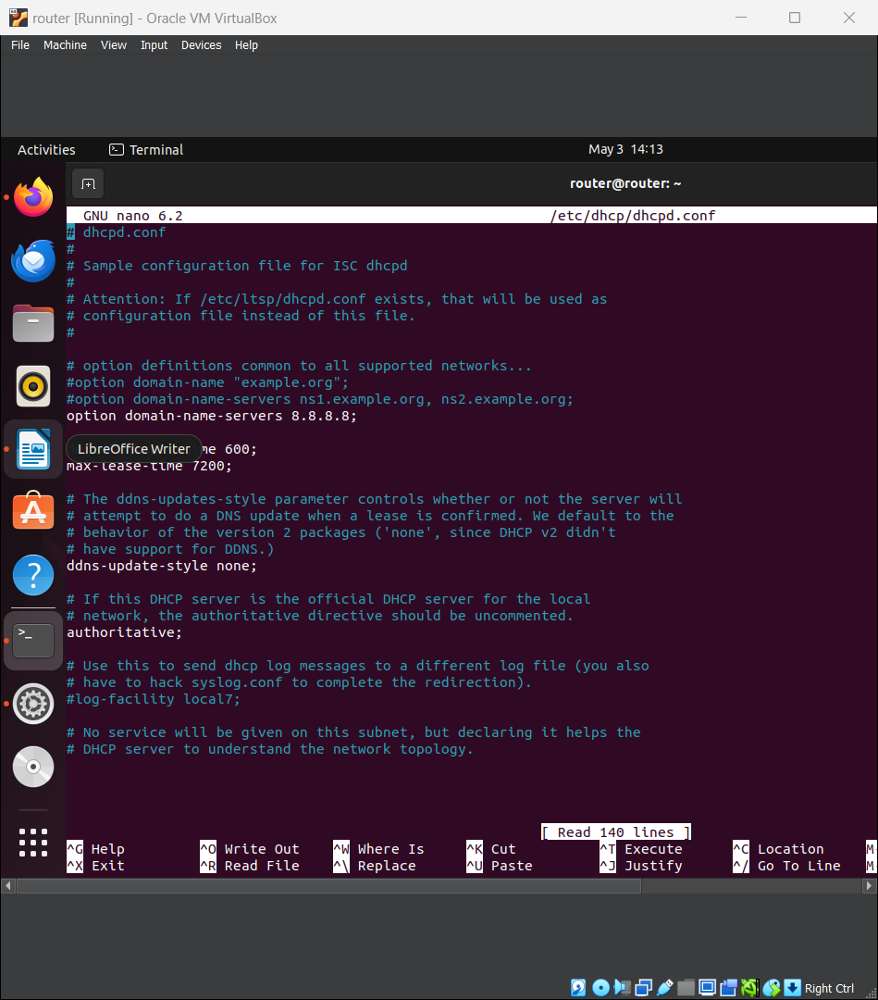 router [Running] - Oracle VM VirtualBox
File Machine View Input Devices Help
Activities Terminal May 3 14:13
router@router: ~
GNU nano 6.2 /etc/dhcp/dhcpd.conf
# dhcpd.conf
#
# Sample configuration file for ISC dhcpd
#
# Attention: If /etc/ltsp/dhcpd.conf exists, that will be used as
# configuration file instead of this file.
#
# option definitions common to all supported networks...
#option domain-name "example.org";
#option domain-name-servers ns1.example.org, ns2.example.org;
option domain-name-servers 8.8.8.8;
LibreOffice Writer
me 600;
max-lease-time 7200;
# The ddns-updates-style parameter controls whether or not the server will
# attempt to do a DNS update when a lease is confirmed. We default to the
# behavior of the version 2 packages ('none', since DHCP v2 didn't
# have support for DDNS.)
ddns-update-style none;
# If this DHCP server is the official DHCP server for the local
# network, the authoritative directive should be uncommented.
authoritative;
# Use this to send dhcp log messages to a different log file (you also
# have to hack syslog.conf to complete the redirection).
#log-facility local7;
# No service will be given on this subnet, but declaring it helps the
# DHCP server to understand the network topology.
[ Read 140 lines ]
^G Help ^O Write Out ^W Where Is ^K Cut ^T Execute ^C Location M-
^X Exit ^R Read File ^\ Replace ^U Paste ^J Justify ^/ Go To Line M-
Right Ctrl